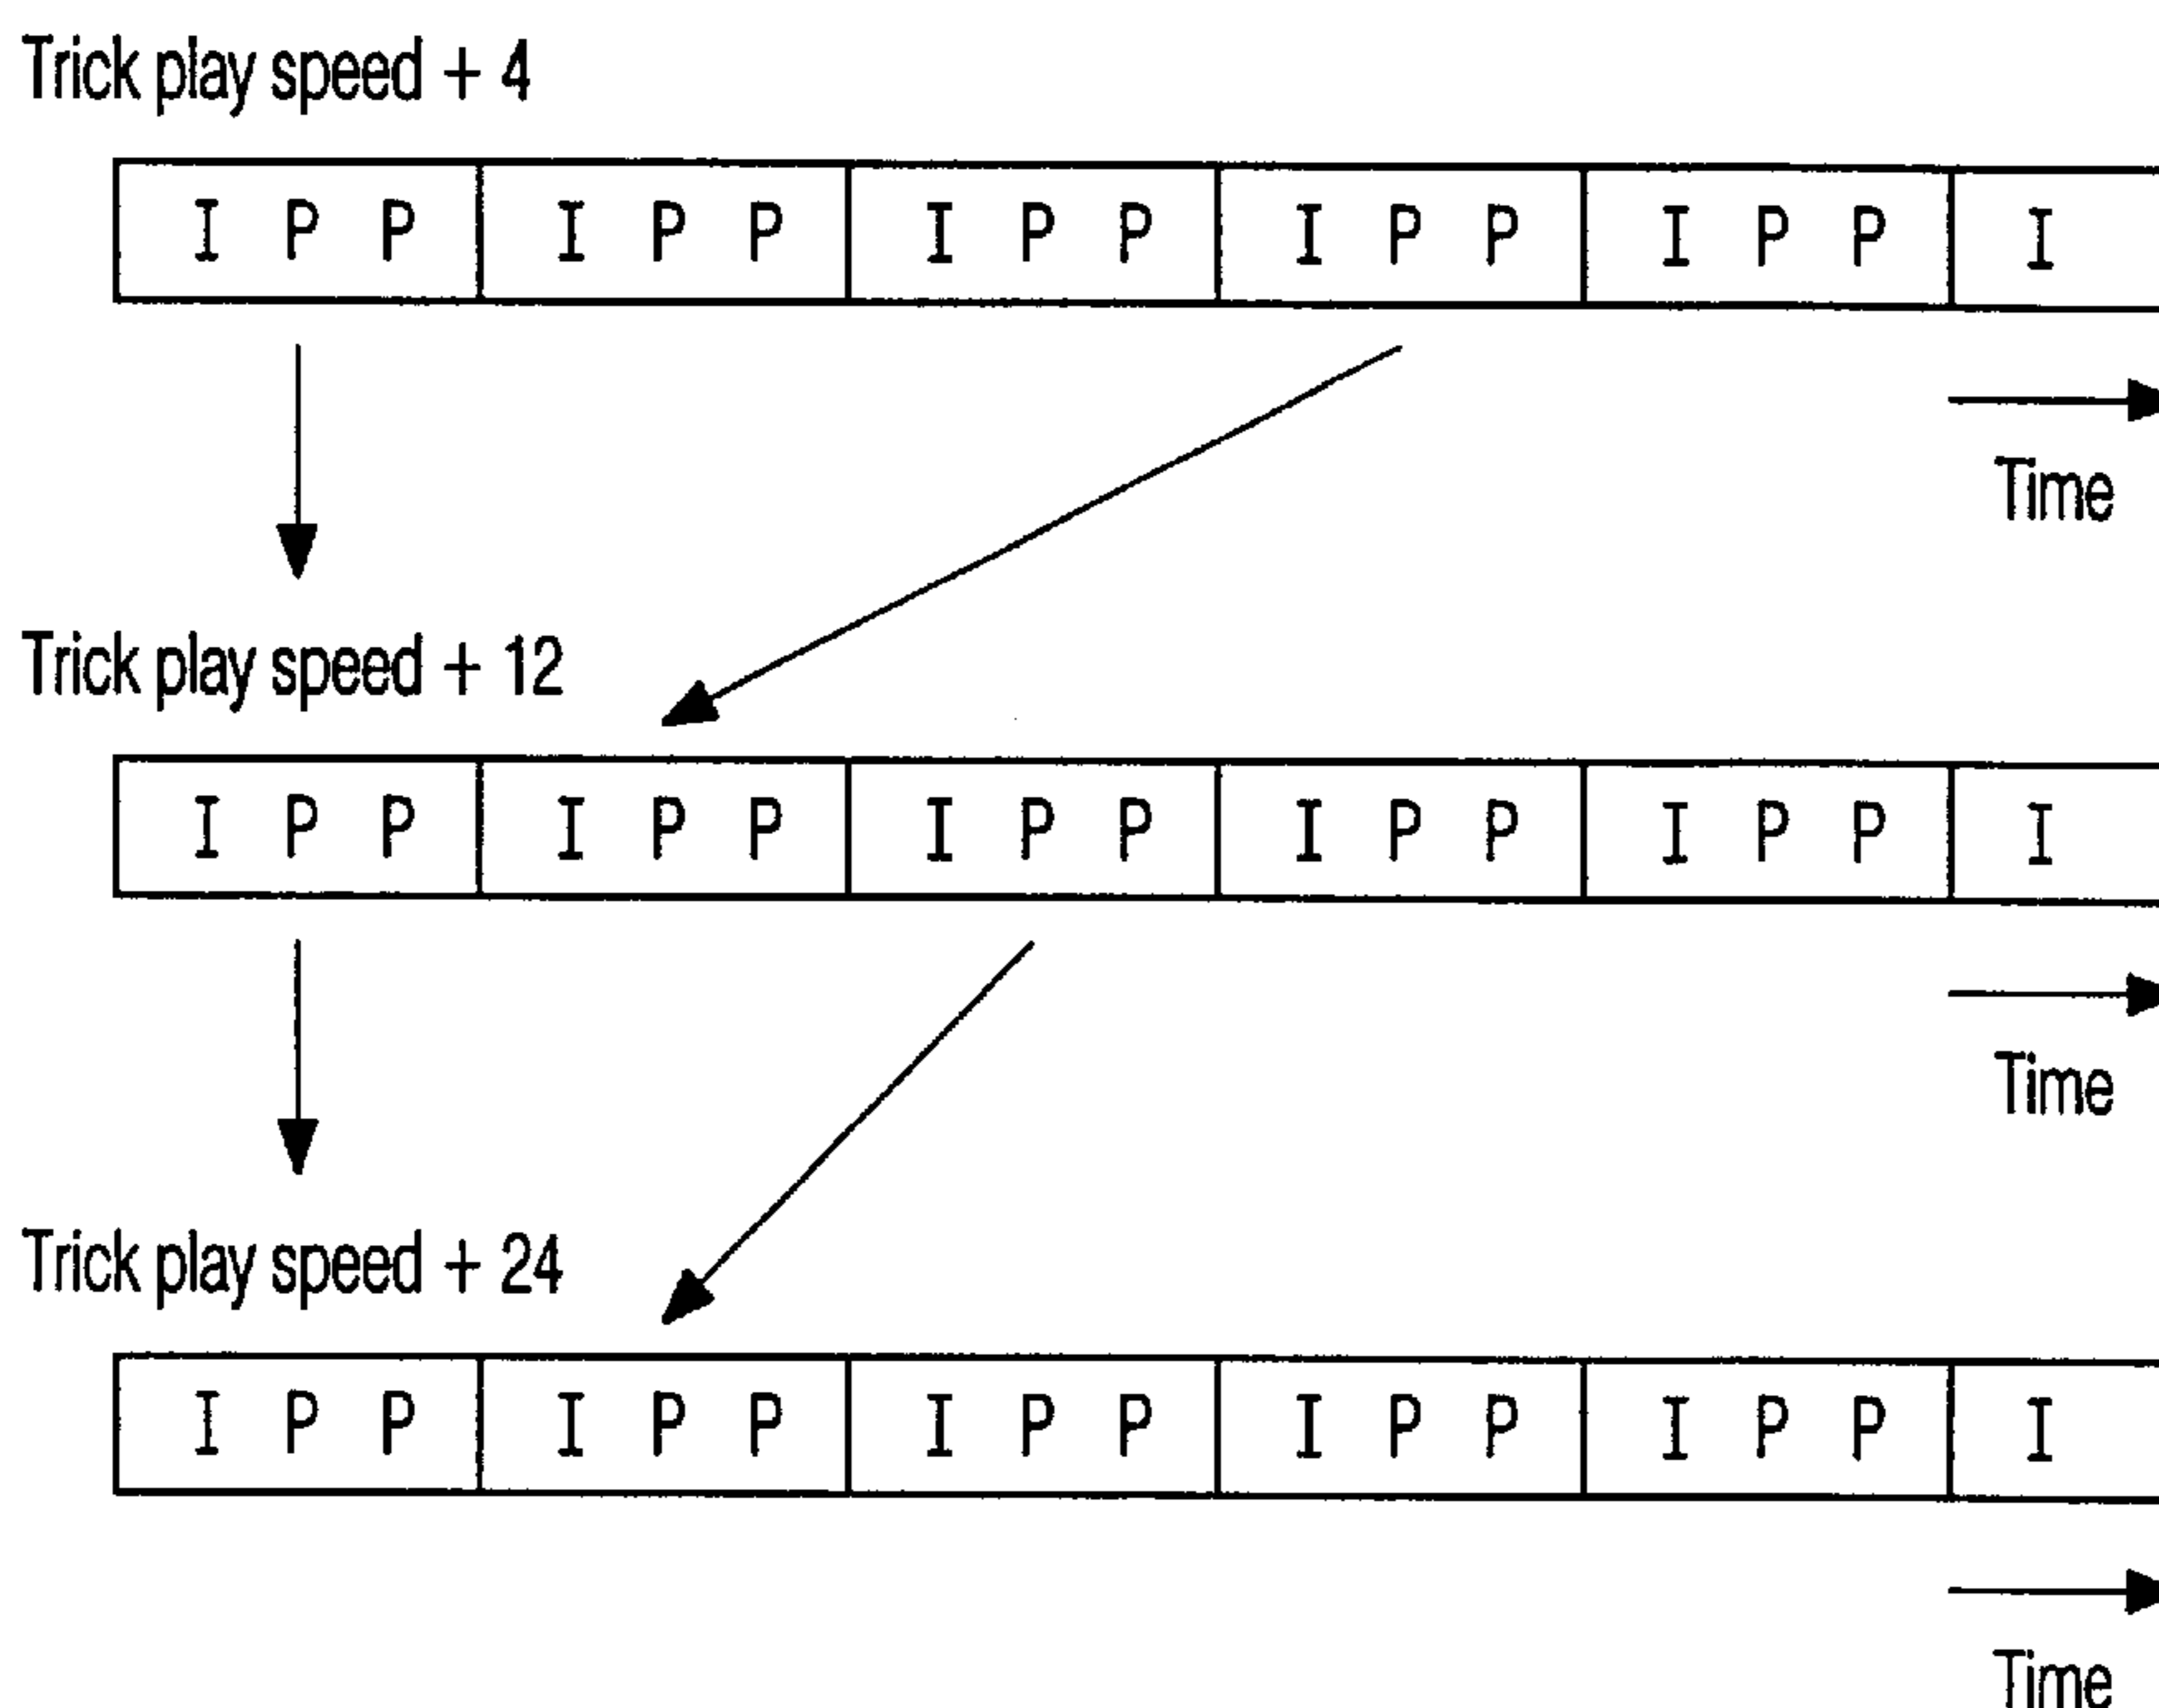 Trick play speed + 4
I P P I P P I P P I P P I P P I
Time
Trick play speed + 12
I P P I P P I P P I P P I P P I
Time
Trick play speed + 24
I P P I P P I P P I P P I P P I
Time